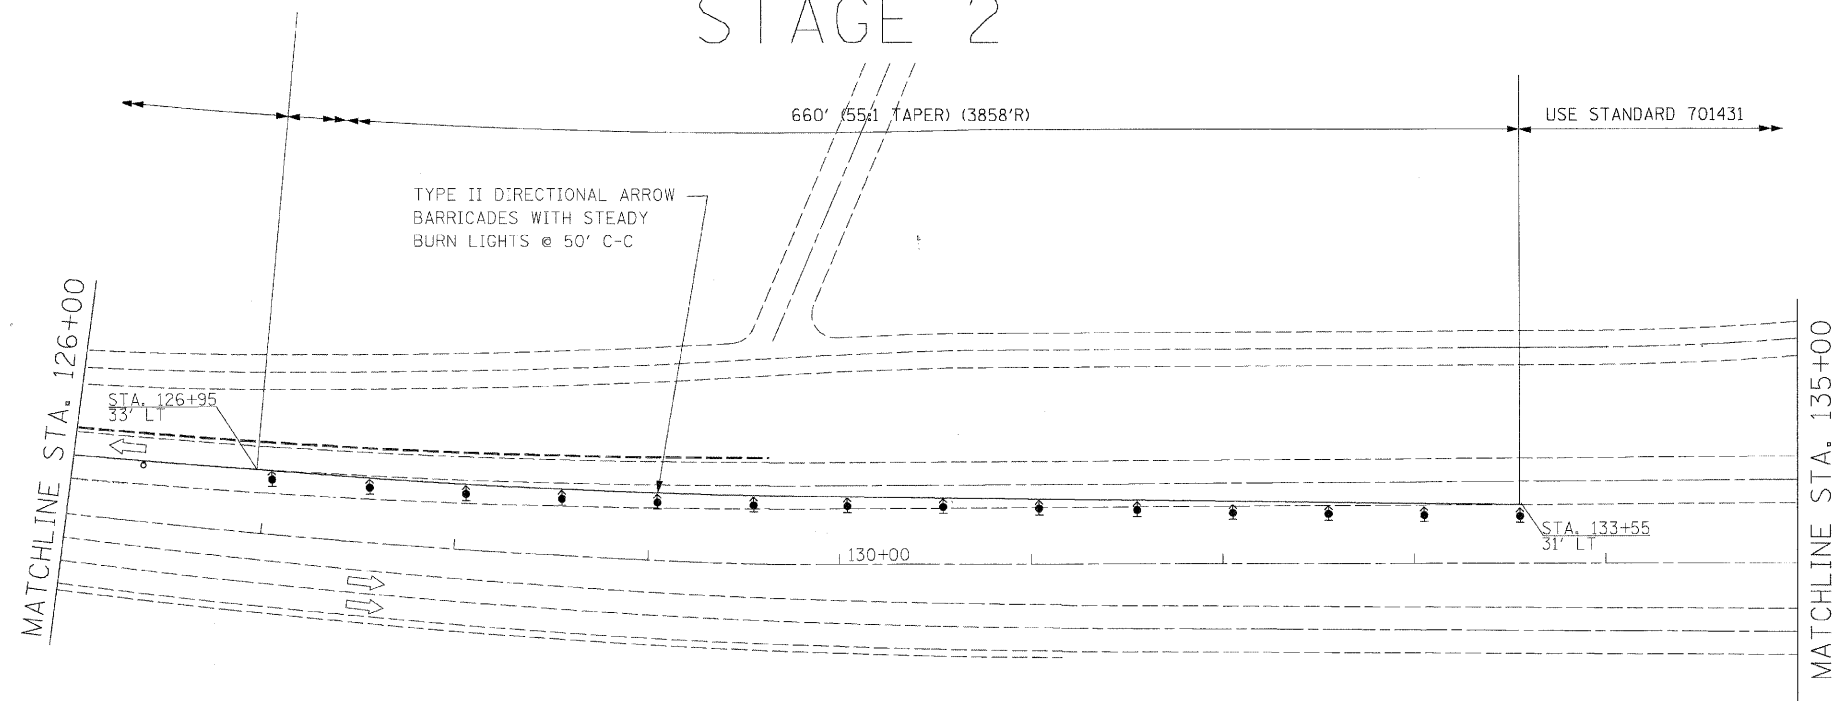 STAGE 2
660' (55:1 TAPER) (3858'R)
USE STANDARD 701431
TYPE II DIRECTIONAL ARROW
BARRICADES WITH STEADY
BURN LIGHTS @ 50' C-C
MATCHLINE STA. 126+00
STA. 126+95
33' LT
130+00
STA. 133+55
31' LT
MATCHLINE STA. 135+00